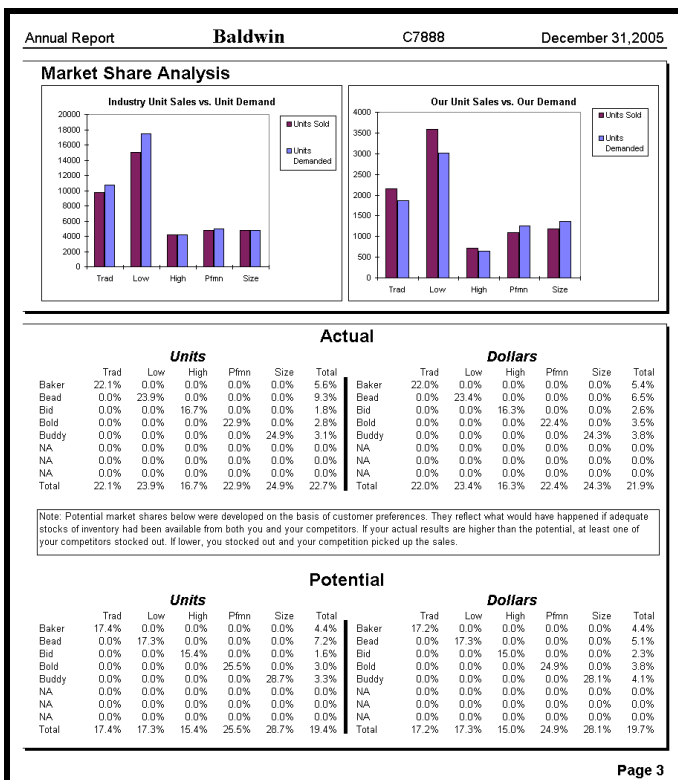 Annual Report Baldwin C7888 December 31,2005
Market Share Analysis
Industry Unit Sales vs. Unit Demand
20000
18000
16000
14000
12000
10000
8000
6000
4000
2000
0
Trad Low High Pfmn Size
Units Sold
Units
Demanded
Our Unit Sales vs. Our Demand
4000
3500
3000
2500
2000
1500
1000
500
0
Trad Low High Pfmn Size
Units Sold
Units
Demanded
Actual
Units Dollars
Trad Low High Pfmn Size Total Trad Low High Pfmn Size Total
Baker 22.1% 0.0% 0.0% 0.0% 0.0% 5.6% Baker 22.0% 0.0% 0.0% 0.0% 0.0% 5.4%
Bead 0.0% 23.9% 0.0% 0.0% 0.0% 9.3% Bead 0.0% 23.4% 0.0% 0.0% 0.0% 6.5%
Bid 0.0% 0.0% 16.7% 0.0% 0.0% 1.8% Bid 0.0% 0.0% 16.3% 0.0% 0.0% 2.6%
Bold 0.0% 0.0% 0.0% 22.9% 0.0% 2.8% Bold 0.0% 0.0% 0.0% 22.4% 0.0% 3.5%
Buddy 0.0% 0.0% 0.0% 0.0% 24.9% 3.1% Buddy 0.0% 0.0% 0.0% 0.0% 24.3% 3.8%
NA 0.0% 0.0% 0.0% 0.0% 0.0% 0.0% NA 0.0% 0.0% 0.0% 0.0% 0.0% 0.0%
NA 0.0% 0.0% 0.0% 0.0% 0.0% 0.0% NA 0.0% 0.0% 0.0% 0.0% 0.0% 0.0%
NA 0.0% 0.0% 0.0% 0.0% 0.0% 0.0% NA 0.0% 0.0% 0.0% 0.0% 0.0% 0.0%
Total 22.1% 23.9% 16.7% 22.9% 24.9% 22.7% Total 22.0% 23.4% 16.3% 22.4% 24.3% 21.9%
Note: Potential market shares below were developed on the basis of customer preferences. They reflect what would have happened if adequate
stocks of inventory had been available from both you and your competitors. If your actual results are higher than the potential, at least one of
your competitors stocked out. If lower, you stocked out and your competition picked up the sales.
Potential
Units Dollars
Trad Low High Pfmn Size Total Trad Low High Pfmn Size Total
Baker 17.4% 0.0% 0.0% 0.0% 0.0% 4.4% Baker 17.2% 0.0% 0.0% 0.0% 0.0% 4.4%
Bead 0.0% 17.3% 0.0% 0.0% 0.0% 7.2% Bead 0.0% 17.3% 0.0% 0.0% 0.0% 5.1%
Bid 0.0% 0.0% 15.4% 0.0% 0.0% 1.6% Bid 0.0% 0.0% 15.0% 0.0% 0.0% 2.3%
Bold 0.0% 0.0% 0.0% 25.5% 0.0% 3.0% Bold 0.0% 0.0% 0.0% 24.9% 0.0% 3.8%
Buddy 0.0% 0.0% 0.0% 0.0% 28.7% 3.3% Buddy 0.0% 0.0% 0.0% 0.0% 28.1% 4.1%
NA 0.0% 0.0% 0.0% 0.0% 0.0% 0.0% NA 0.0% 0.0% 0.0% 0.0% 0.0% 0.0%
NA 0.0% 0.0% 0.0% 0.0% 0.0% 0.0% NA 0.0% 0.0% 0.0% 0.0% 0.0% 0.0%
NA 0.0% 0.0% 0.0% 0.0% 0.0% 0.0% NA 0.0% 0.0% 0.0% 0.0% 0.0% 0.0%
Total 17.4% 17.3% 15.4% 25.5% 28.7% 19.4% Total 17.2% 17.3% 15.0% 24.9% 28.1% 19.7%
Page 3